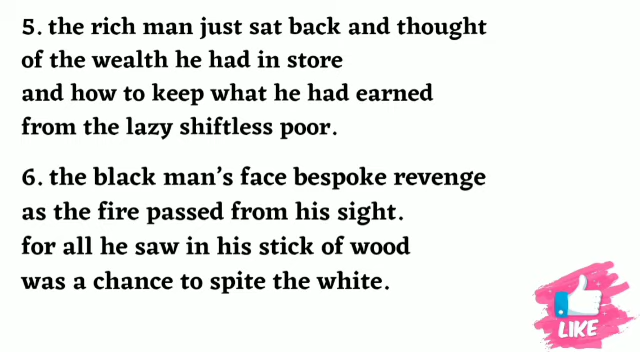 5. the rich man just sat back and thought
of the wealth he had in store
and how to keep what he had earned
from the lazy shiftless poor.
6. the black man's face bespoke revenge
as the fire passed from his sight.
for all he saw in his stick of wood
was a chance to spite the white.
LIKE